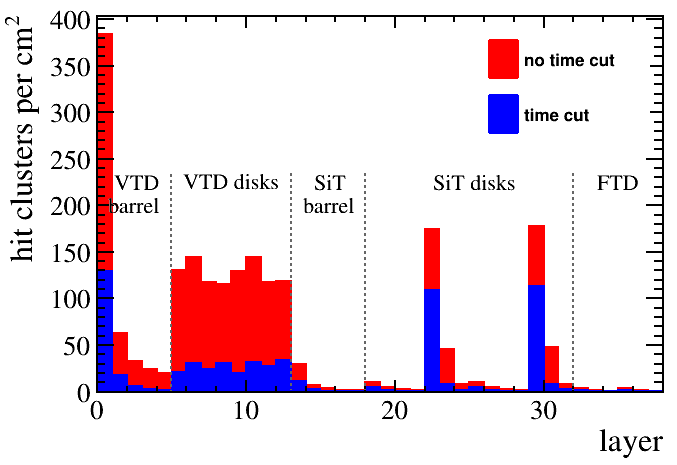 hit clusters per cm²
400
350
300
250
200
150
100
50
0
no time cut
time cut
VTD barrel
VTD disks
SiT barrel
SiT disks
FTD
0 10 20 30
layer